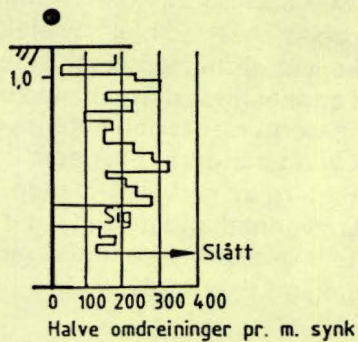 1,0
Sig
Slått
0 100 200 300 400
Halve omdreininger pr. m. synk